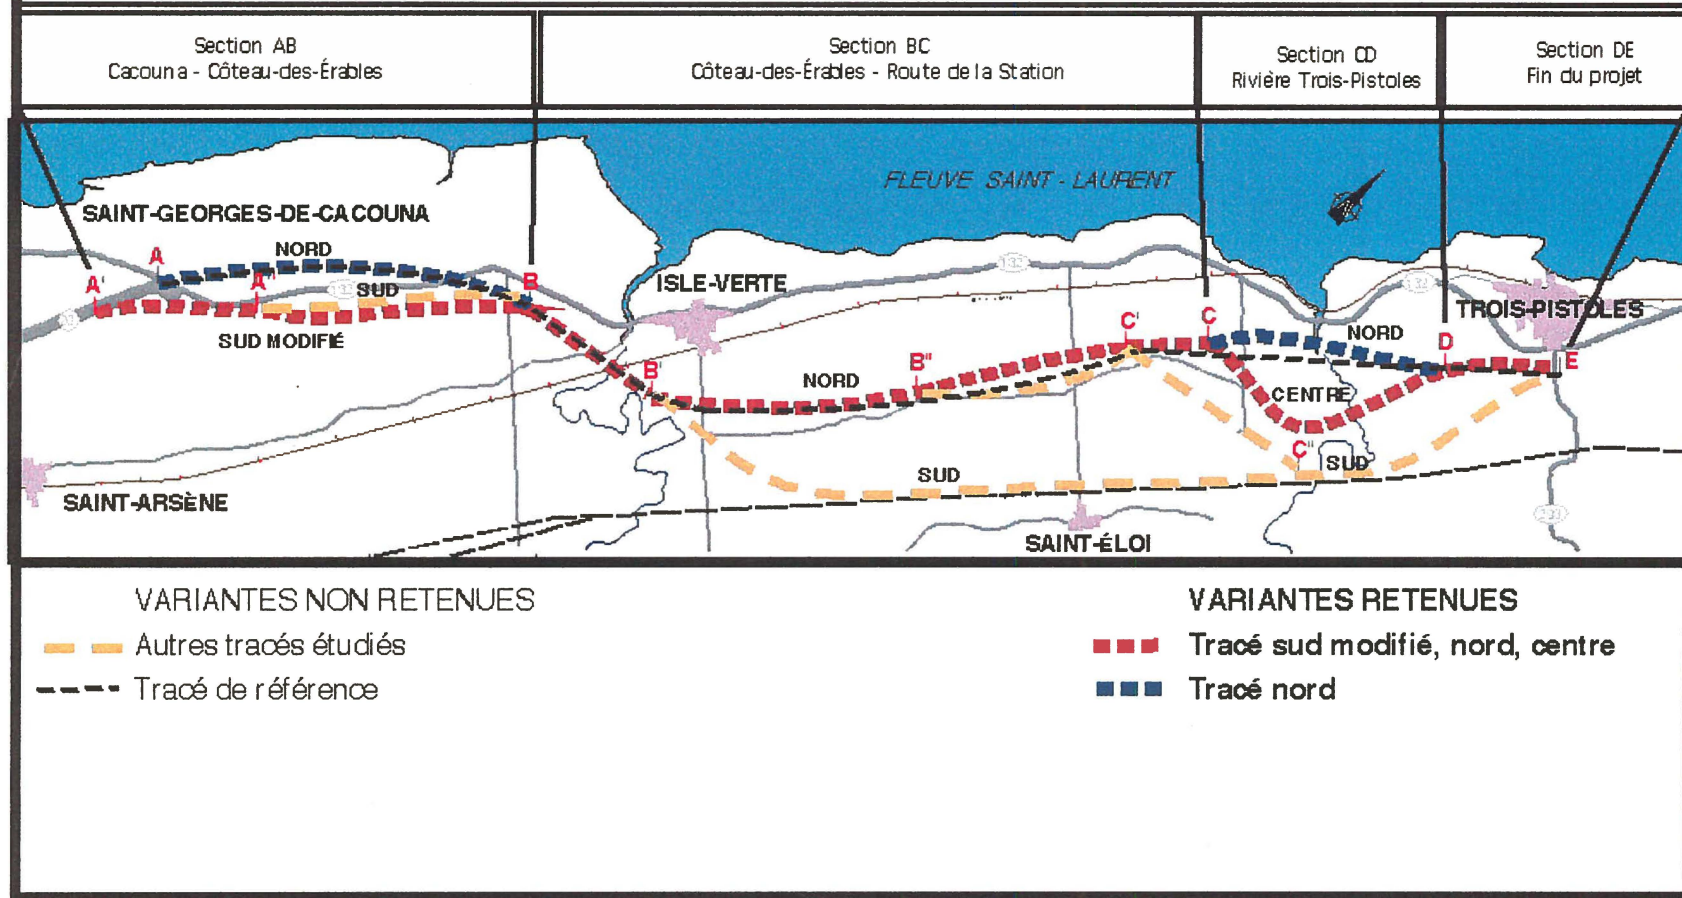 Section AB
Cacouna - Côteau-des-Érables
Section BC
Côteau-des-Érables - Route de la Station
Section CD
Rivière Trois-Pistoles
Section DE
Fin du projet
FLEUVE SAINT - LAURENT
SAINT-GEORGES-DE-CACOUNA
NORD
A
A'
A"
B
132
SUD
SUD MODIFIÉ
ISLE-VERTE
132
132
TROIS-PISTOLES
C'
C
NORD
D
E
B'
B"
NORD
CENTRE
C"
SUD
SUD
SAINT-ARSÈNE
SAINT-ÉLOI
293
VARIANTES NON RETENUES
Autres tracés étudiés
Tracé de référence
VARIANTES RETENUES
Tracé sud modifié, nord, centre
Tracé nord